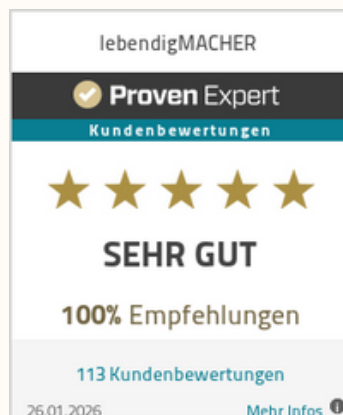 lebendigMACHER
Proven Expert
Kundenbewertungen
SEHR GUT
100% Empfehlungen
113 Kundenbewertungen
26.01.2026 Mehr Infos i